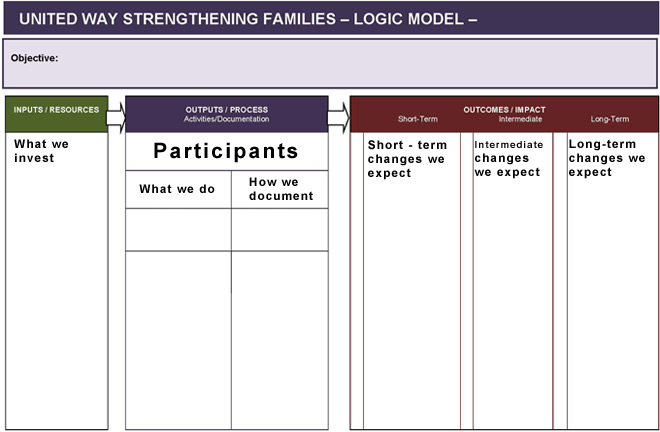 UNITED WAY STRENGTHENING FAMILIES – LOGIC MODEL –
Objective:
INPUTS / RESOURCES
What we
invest
OUTPUTS / PROCESS
Activities/Documentation
Participants
What we do
How we
document
OUTCOMES / IMPACT
Short-Term
Intermediate
Long-Term
Short - term
changes we
expect
Intermediate
changes
we expect
Long-term
changes we
expect